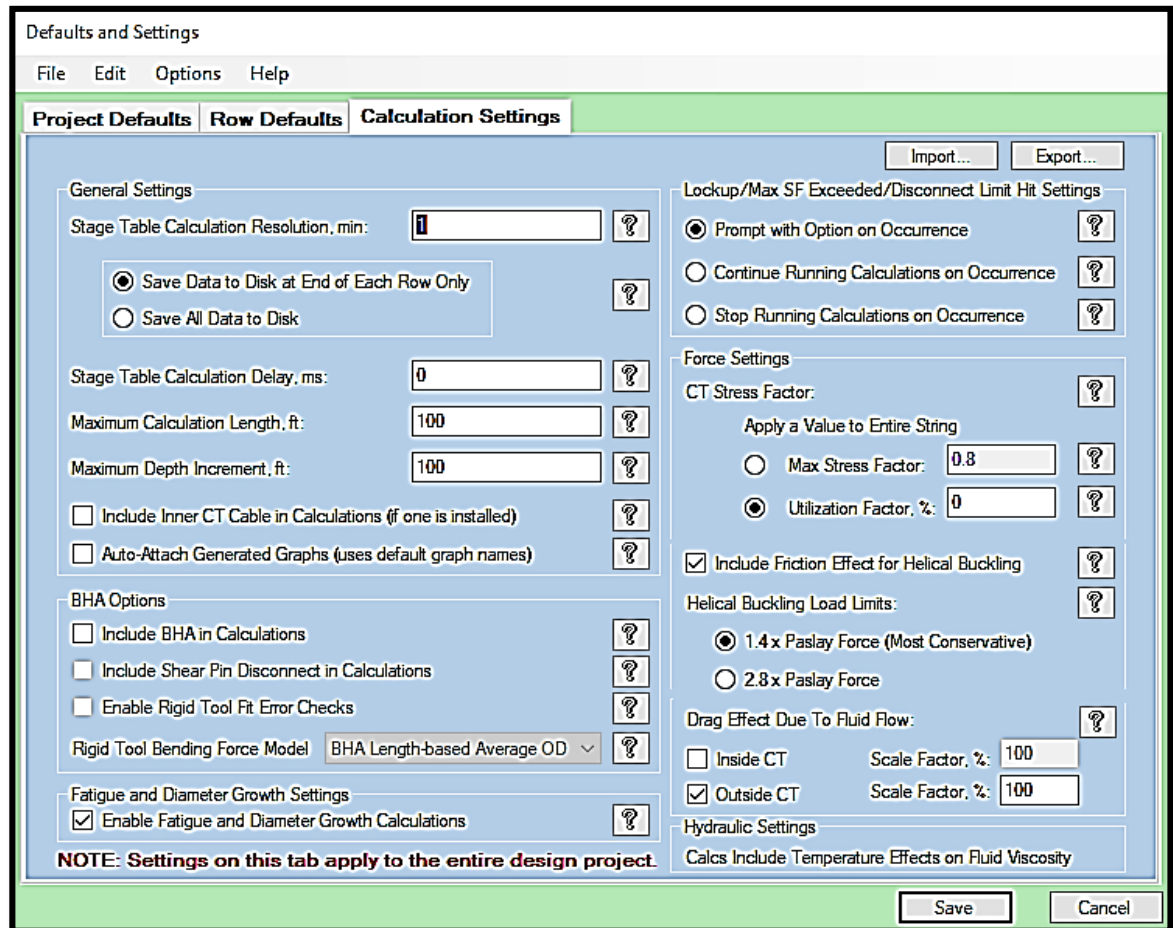 Defaults and Settings
File Edit Options Help
Project Defaults Row Defaults Calculation Settings
Import... Export...
General Settings
Stage Table Calculation Resolution, min: 1 ?
Save Data to Disk at End of Each Row Only ?
Save All Data to Disk
Stage Table Calculation Delay, ms: 0 ?
Maximum Calculation Length, ft: 100 ?
Maximum Depth Increment, ft: 100 ?
Include Inner CT Cable in Calculations (if one is installed) ?
Auto-Attach Generated Graphs (uses default graph names) ?
BHA Options
Include BHA in Calculations ?
Include Shear Pin Disconnect in Calculations ?
Enable Rigid Tool Fit Error Checks ?
Rigid Tool Bending Force Model BHA Length-based Average OD ?
Fatigue and Diameter Growth Settings
Enable Fatigue and Diameter Growth Calculations ?
NOTE: Settings on this tab apply to the entire design project.
Lockup/Max SF Exceeded/Disconnect Limit Hit Settings
Prompt with Option on Occurrence ?
Continue Running Calculations on Occurrence ?
Stop Running Calculations on Occurrence ?
Force Settings
CT Stress Factor: ?
Apply a Value to Entire String
Max Stress Factor: 0.8 ?
Utilization Factor, %: 0 ?
Include Friction Effect for Helical Buckling ?
Helical Buckling Load Limits: ?
1.4 x Paslay Force (Most Conservative)
2.8 x Paslay Force
Drag Effect Due To Fluid Flow: ?
Inside CT Scale Factor, %: 100
Outside CT Scale Factor, %: 100
Hydraulic Settings
Calcs Include Temperature Effects on Fluid Viscosity
Save Cancel